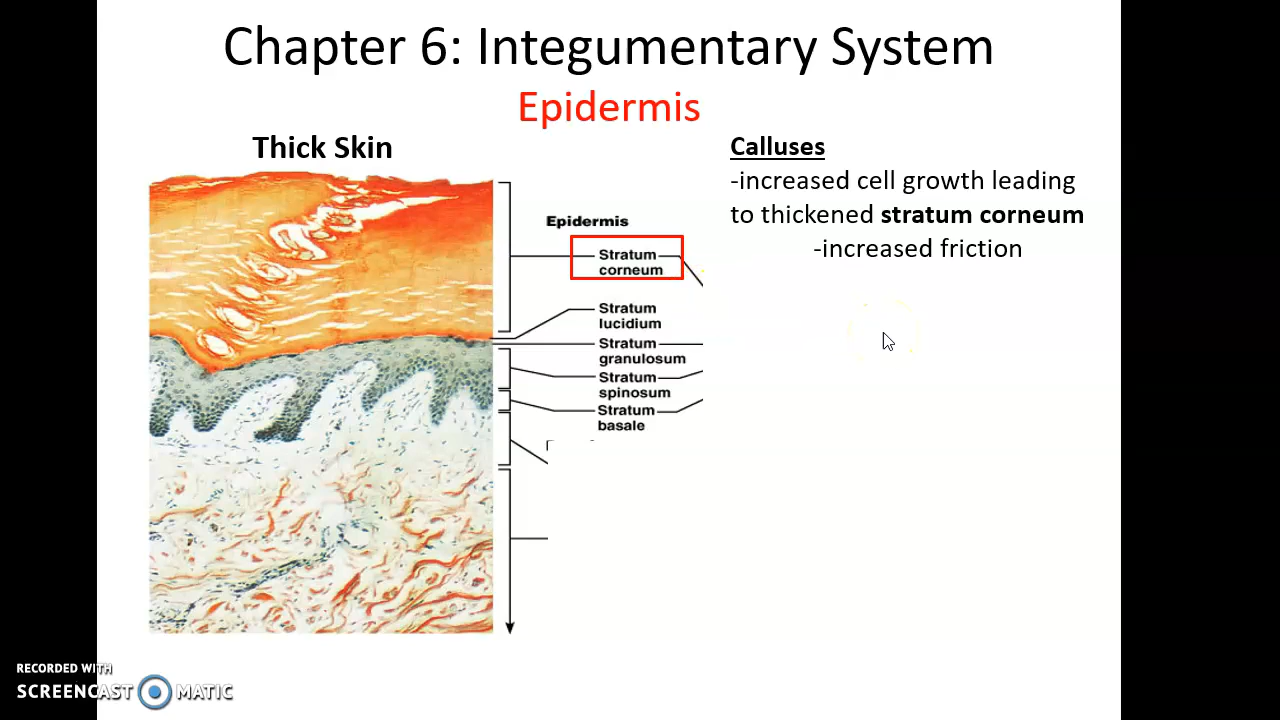 Chapter 6: Integumentary System
Epidermis
Thick Skin
Calluses
-increased cell growth leading
to thickened stratum corneum
-increased friction
Epidermis
Stratum
corneum
Stratum
lucidium
Stratum
granulosum
Stratum
spinosum
Stratum
basale
RECORDED WITH
SCREENCAST MATIC